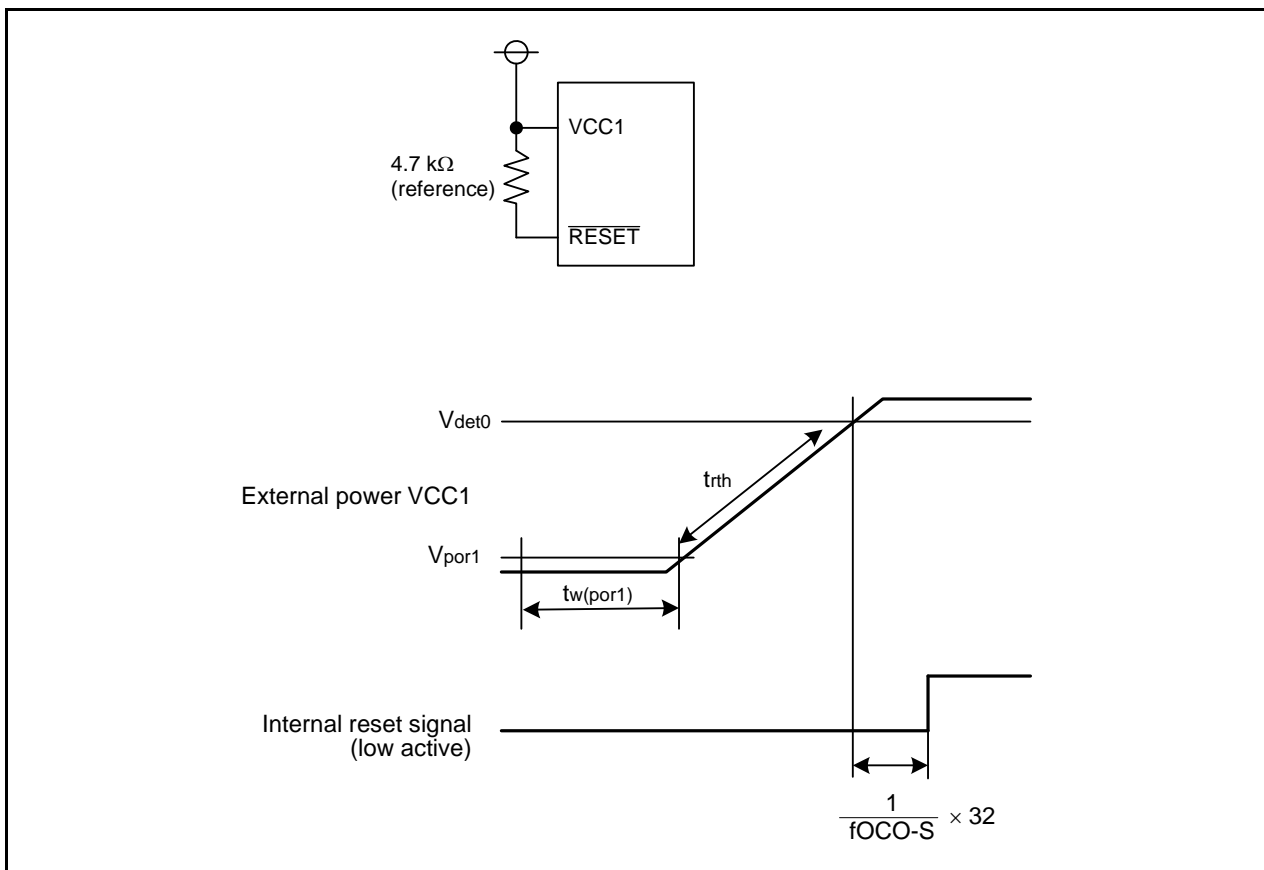 VCC1
4.7 kΩ
(reference)
RESET
Vdet0
trth
External power VCC1
Vpor1
tw(por1)
Internal reset signal
(low active)
1
fOCO-S
× 32